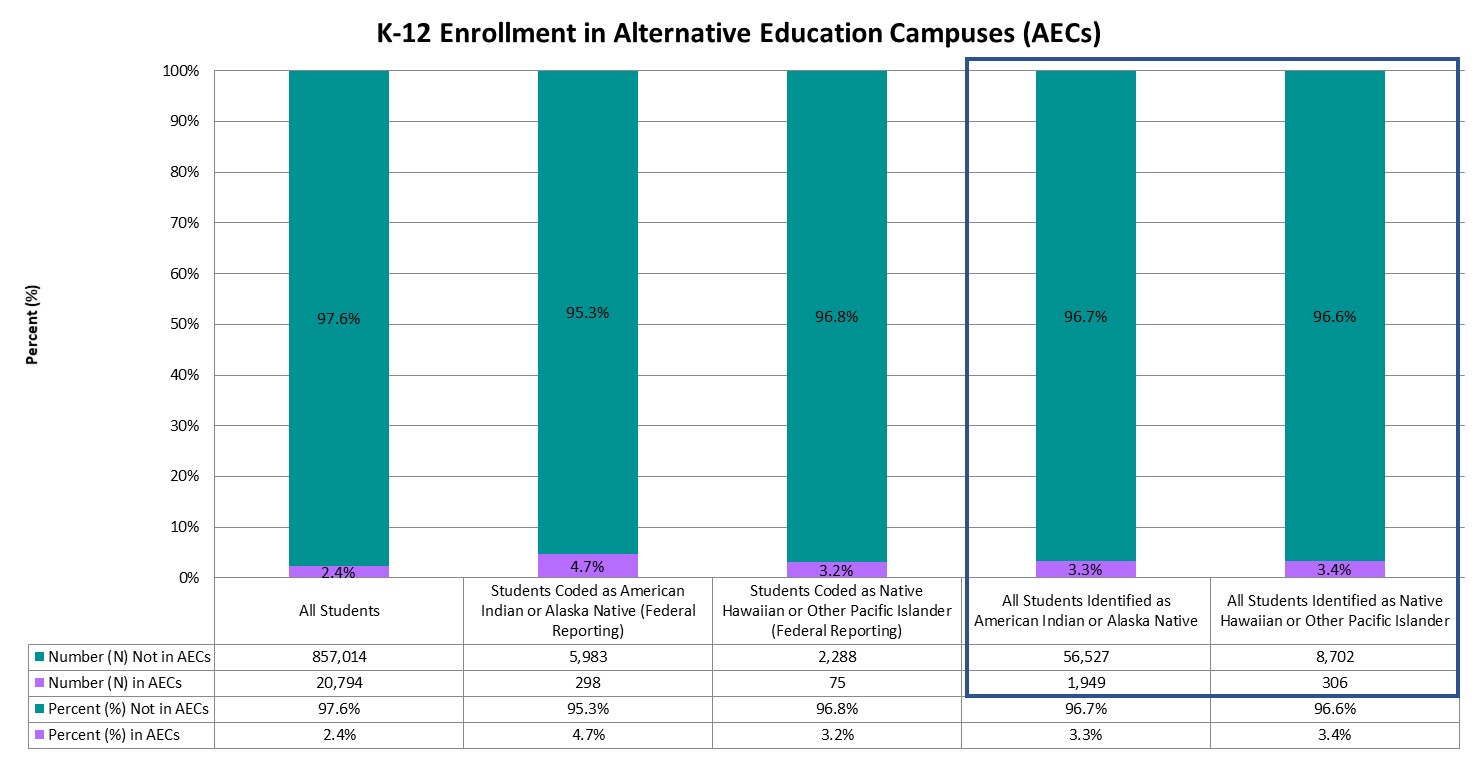 K-12 Enrollment in Alternative Education Campuses (AECs)
Percent (%)
100%
90%
80%
70%
60%
50%
40%
30%
20%
10%
0%
97.6%
95.3%
96.8%
96.7%
96.6%
2.4%
4.7%
3.2%
3.3%
3.4%
All Students
Students Coded as American
Indian or Alaska Native (Federal
Reporting)
Students Coded as Native
Hawaiian or Other Pacific Islander
(Federal Reporting)
All Students Identified as
American Indian or Alaska Native
All Students Identified as Native
Hawaiian or Other Pacific Islander
Number (N) Not in AECs 857,014 5,983 2,288 56,527 8,702
Number (N) in AECs 20,794 298 75 1,949 306
Percent (%) Not in AECs 97.6% 95.3% 96.8% 96.7% 96.6%
Percent (%) in AECs 2.4% 4.7% 3.2% 3.3% 3.4%